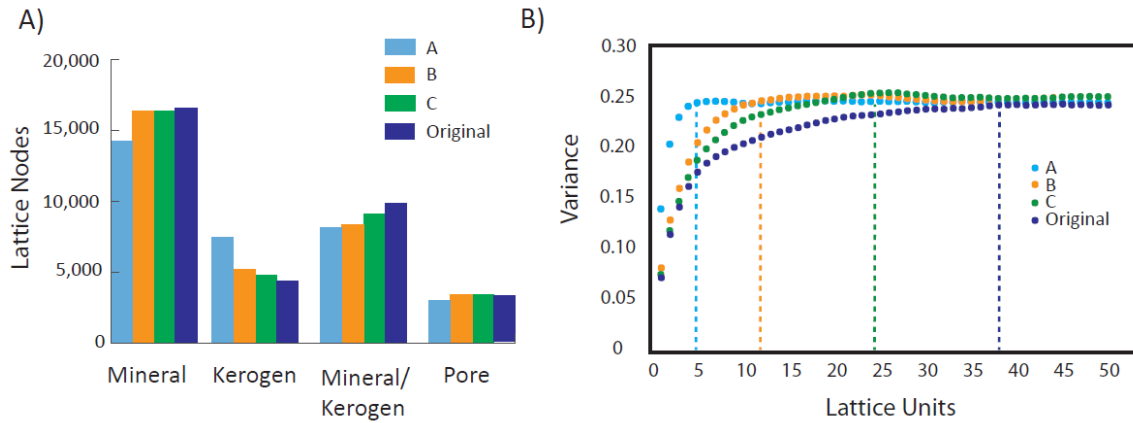 A)
Lattice Nodes
20,000
15,000
10,000
5,000
0
Mineral
Kerogen
Mineral/
Kerogen
Pore
A
B
C
Original
B)
Variance
0.30
0.25
0.20
0.15
0.10
0.05
0
0 5 10 15 20 25 30 35 40 45 50
Lattice Units
A
B
C
Original